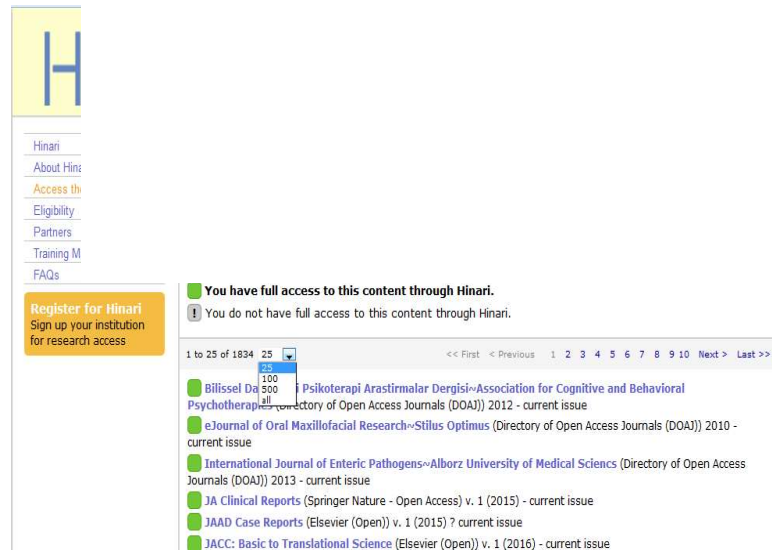 H
Hinari
About Hina
Access the
Eligibility
Partners
Training M
FAQs
Register for Hinari
Sign up your institution
for research access
You have full access to this content through Hinari.
! You do not have full access to this content through Hinari.
1 to 25 of 1834 25 << First < Previous 1 2 3 4 5 6 7 8 9 10 Next > Last >>
25
100
500
all
Bilissel Da i Psikoterapi Arastirmalar Dergisi~Association for Cognitive and Behavioral
Psychotherapies (Directory of Open Access Journals (DOAJ)) 2012 - current issue
eJournal of Oral Maxillofacial Research~Stilus Optimus (Directory of Open Access Journals (DOAJ)) 2010 -
current issue
International Journal of Enteric Pathogens~Alborz University of Medical Sciencs (Directory of Open Access
Journals (DOAJ)) 2013 - current issue
JA Clinical Reports (Springer Nature - Open Access) v. 1 (2015) - current issue
JAAD Case Reports (Elsevier (Open)) v. 1 (2015) ? current issue
JACC: Basic to Translational Science (Elsevier (Open)) v. 1 (2016) - current issue